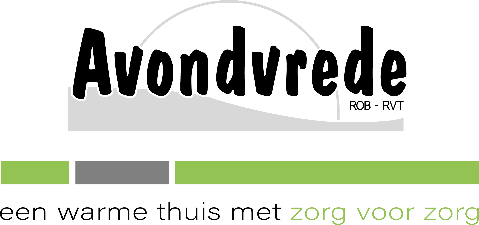 Avondvrede
ROB - RVT
een warme thuis met zorg voor zorg